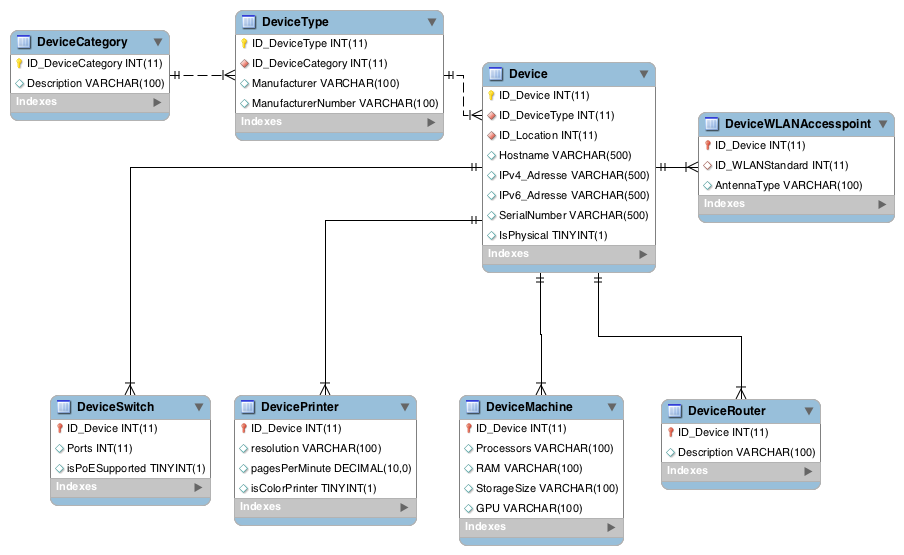 DeviceCategory
ID_DeviceCategory INT(11)
Description VARCHAR(100)
Indexes
DeviceType
ID_DeviceType INT(11)
ID_DeviceCategory INT(11)
Manufacturer VARCHAR(100)
ManufacturerNumber VARCHAR(100)
Indexes
Device
ID_Device INT(11)
ID_DeviceType INT(11)
ID_Location INT(11)
Hostname VARCHAR(500)
IPv4_Adresse VARCHAR(500)
IPv6_Adresse VARCHAR(500)
SerialNumber VARCHAR(500)
IsPhysical TINYINT(1)
Indexes
DeviceWLANAccesspoint
ID_Device INT(11)
ID_WLANStandard INT(11)
AntennaType VARCHAR(100)
Indexes
DeviceSwitch
ID_Device INT(11)
Ports INT(11)
isPoESupported TINYINT(1)
Indexes
DevicePrinter
ID_Device INT(11)
resolution VARCHAR(100)
pagesPerMinute DECIMAL(10,0)
isColorPrinter TINYINT(1)
Indexes
DeviceMachine
ID_Device INT(11)
Processors VARCHAR(100)
RAM VARCHAR(100)
StorageSize VARCHAR(100)
GPU VARCHAR(100)
Indexes
DeviceRouter
ID_Device INT(11)
Description VARCHAR(100)
Indexes